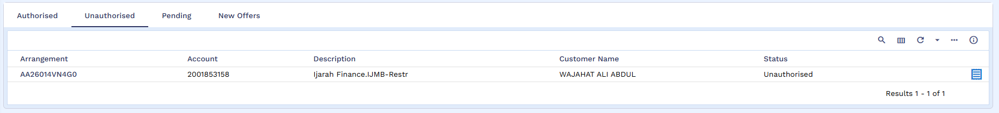 Authorised Unauthorised Pending New Offers
Arrangement Account Description Customer Name Status
AA26014VN4G0 2001853158 Ijarah Finance.IJMB-Restr WAJAHAT ALI ABDUL Unauthorised
Results 1 - 1 of 1